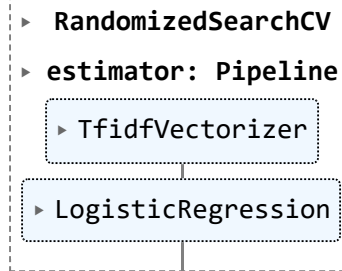 RandomizedSearchCV
estimator: Pipeline
TfidfVectorizer
LogisticRegression